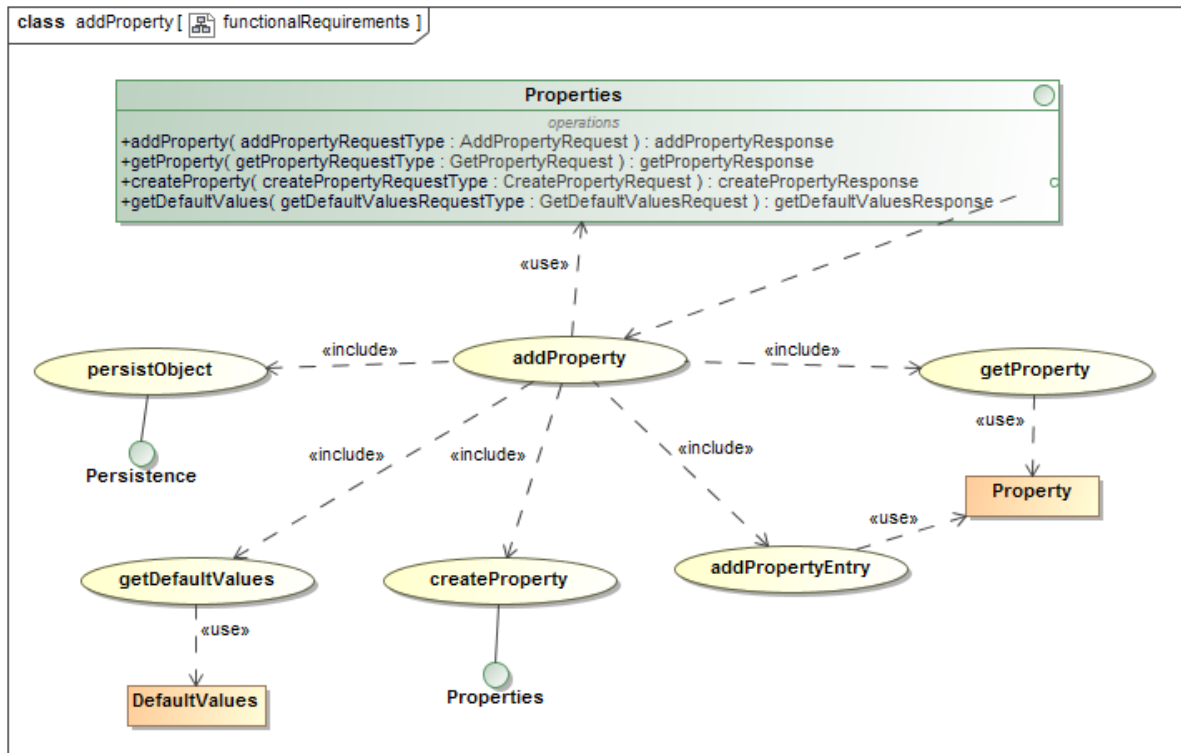 class addProperty [ functionalRequirements ]
Properties
operations
+addProperty( addPropertyRequestType : AddPropertyRequest ) : addPropertyResponse
+getProperty( getPropertyRequestType : GetPropertyRequest ) : getPropertyResponse
+createProperty( createPropertyRequestType : CreatePropertyRequest ) : createPropertyResponse
+getDefaultValues( getDefaultValuesRequestType : GetDefaultValuesRequest ) : getDefaultValuesResponse
«use»
«include»
«include»
persistObject
addProperty
getProperty
«use»
«include»
«include»
«include»
Persistence
Property
«use»
addPropertyEntry
getDefaultValues
createProperty
«use»
Properties
DefaultValues